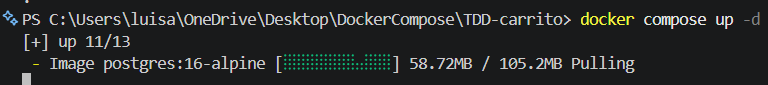 PS C:\Users\luisa\OneDrive\Desktop\DockerCompose\TDD-carrito> docker compose up -d
[+] up 11/13
- Image postgres:16-alpine [⣿⣿⣿⣿⣿⣿⣀⣿⣿⣿] 58.72MB / 105.2MB Pulling